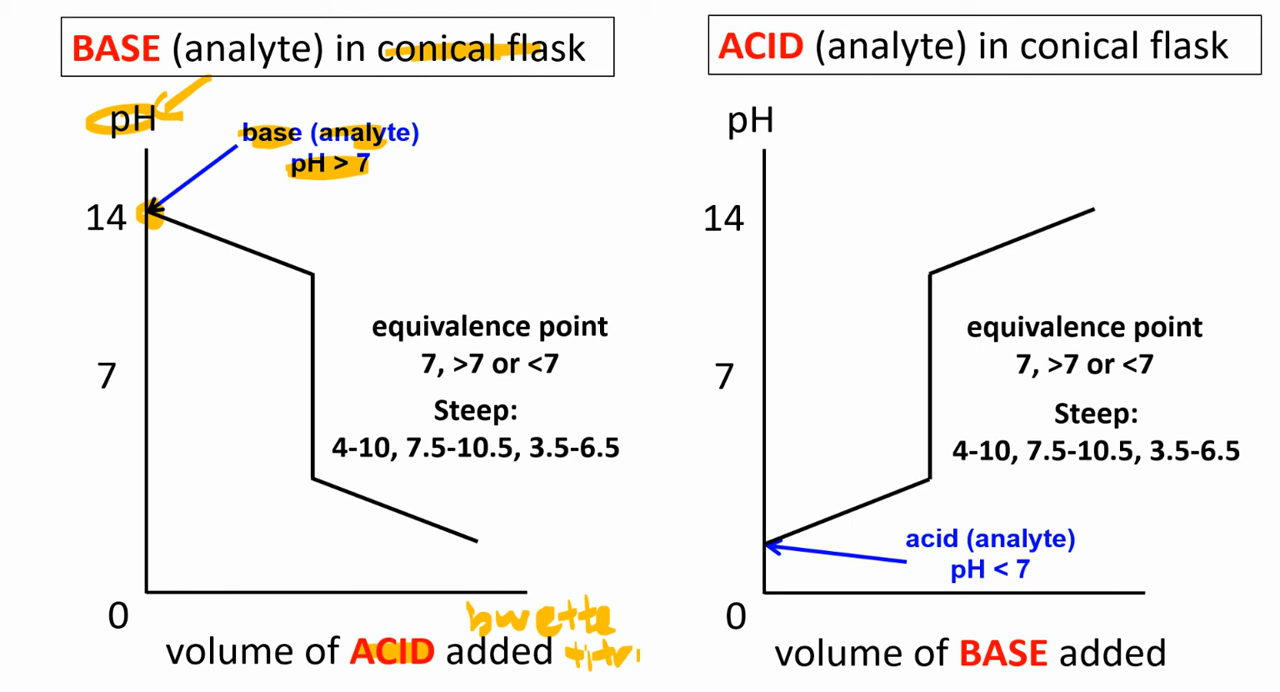 BASE (analyte) in conical flask
pH
base (analyte)
pH > 7
14
equivalence point
7, >7 or <7
7
Steep:
4-10, 7.5-10.5, 3.5-6.5
0
burette
volume of ACID added
ACID (analyte) in conical flask
pH
14
equivalence point
7, >7 or <7
7
Steep:
4-10, 7.5-10.5, 3.5-6.5
acid (analyte)
pH < 7
0
volume of BASE added